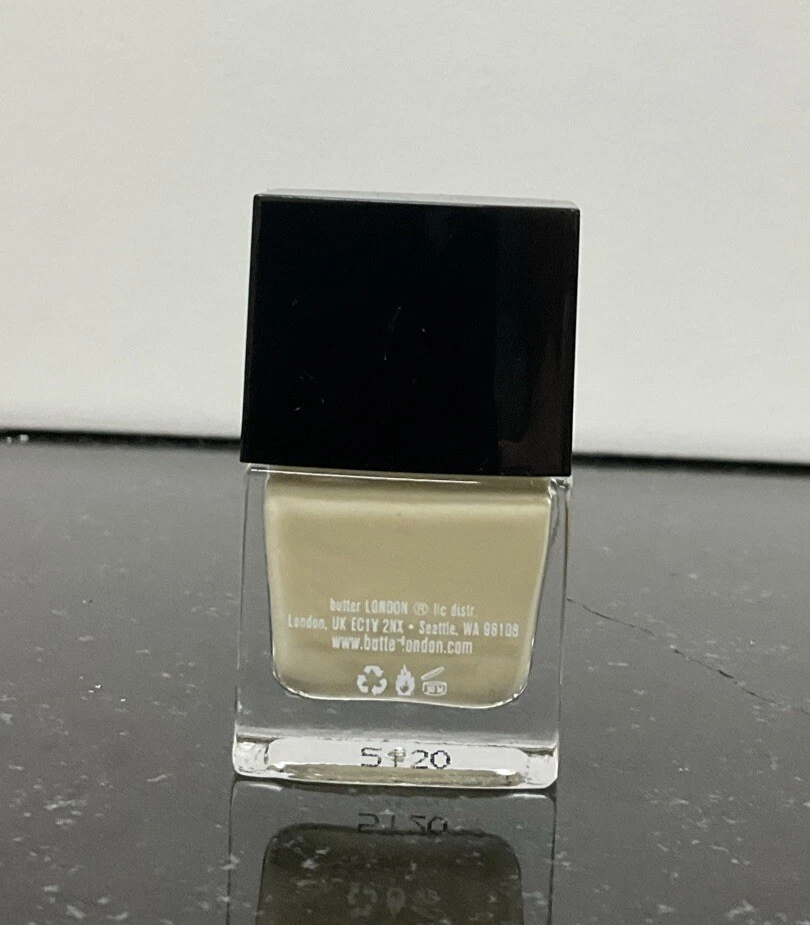 butter LONDON ® llc distr.
London, UK EC1Y 2NX • Seattle, WA 98108
www.butterlondon.com
5120